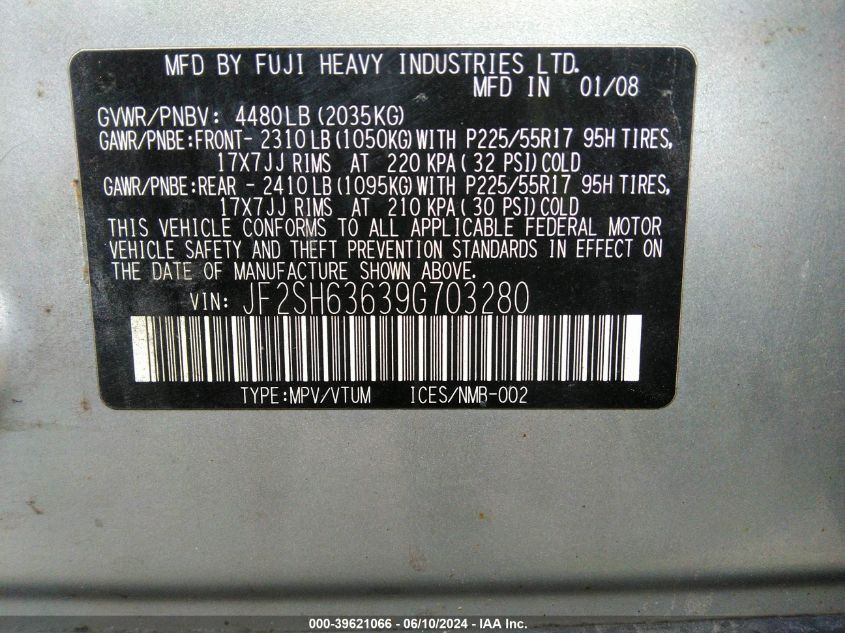 MFD BY FUJI HEAVY INDUSTRIES LTD.
MFD IN 01/08
GVWR/PNBV: 4480LB (2035KG)
GAWR/PNBE:FRONT- 2310 LB (1050KG) WITH P225/55R17 95H TIRES,
17X7JJ RIMS AT 220 KPA ( 32 PSI) COLD
GAWR/PNBE:REAR - 2410 LB (1095KG) WITH P225/55R17 95H TIRES,
17X7JJ RIMS AT 210 KPA ( 30 PSI) COLD
THIS VEHICLE CONFORMS TO ALL APPLICABLE FEDERAL MOTOR
VEHICLE SAFETY AND THEFT PREVENTION STANDARDS IN EFFECT ON
THE DATE OF MANUFACTURE SHOWN ABOVE.
VIN: JF2SH63639G703280
TYPE:MPV/VTUM ICES/NMB-002
000-39621066 - 06/10/2024 - IAA Inc.